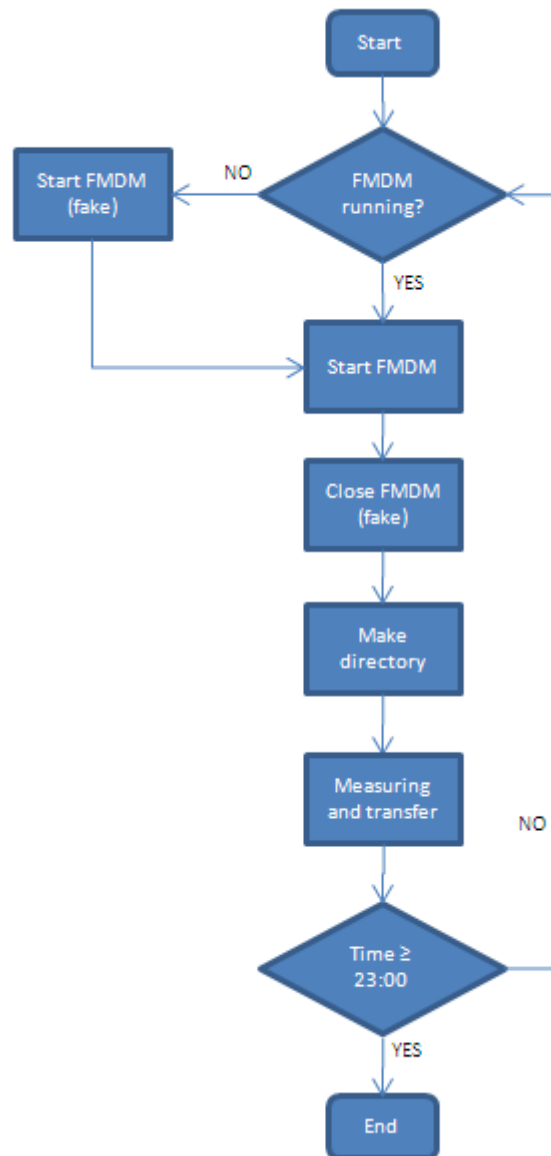 Start
FMDM
running?
NO
Start FMDM
(fake)
YES
Start FMDM
Close FMDM
(fake)
Make
directory
Measuring
and transfer
NO
Time ≥
23:00
YES
End